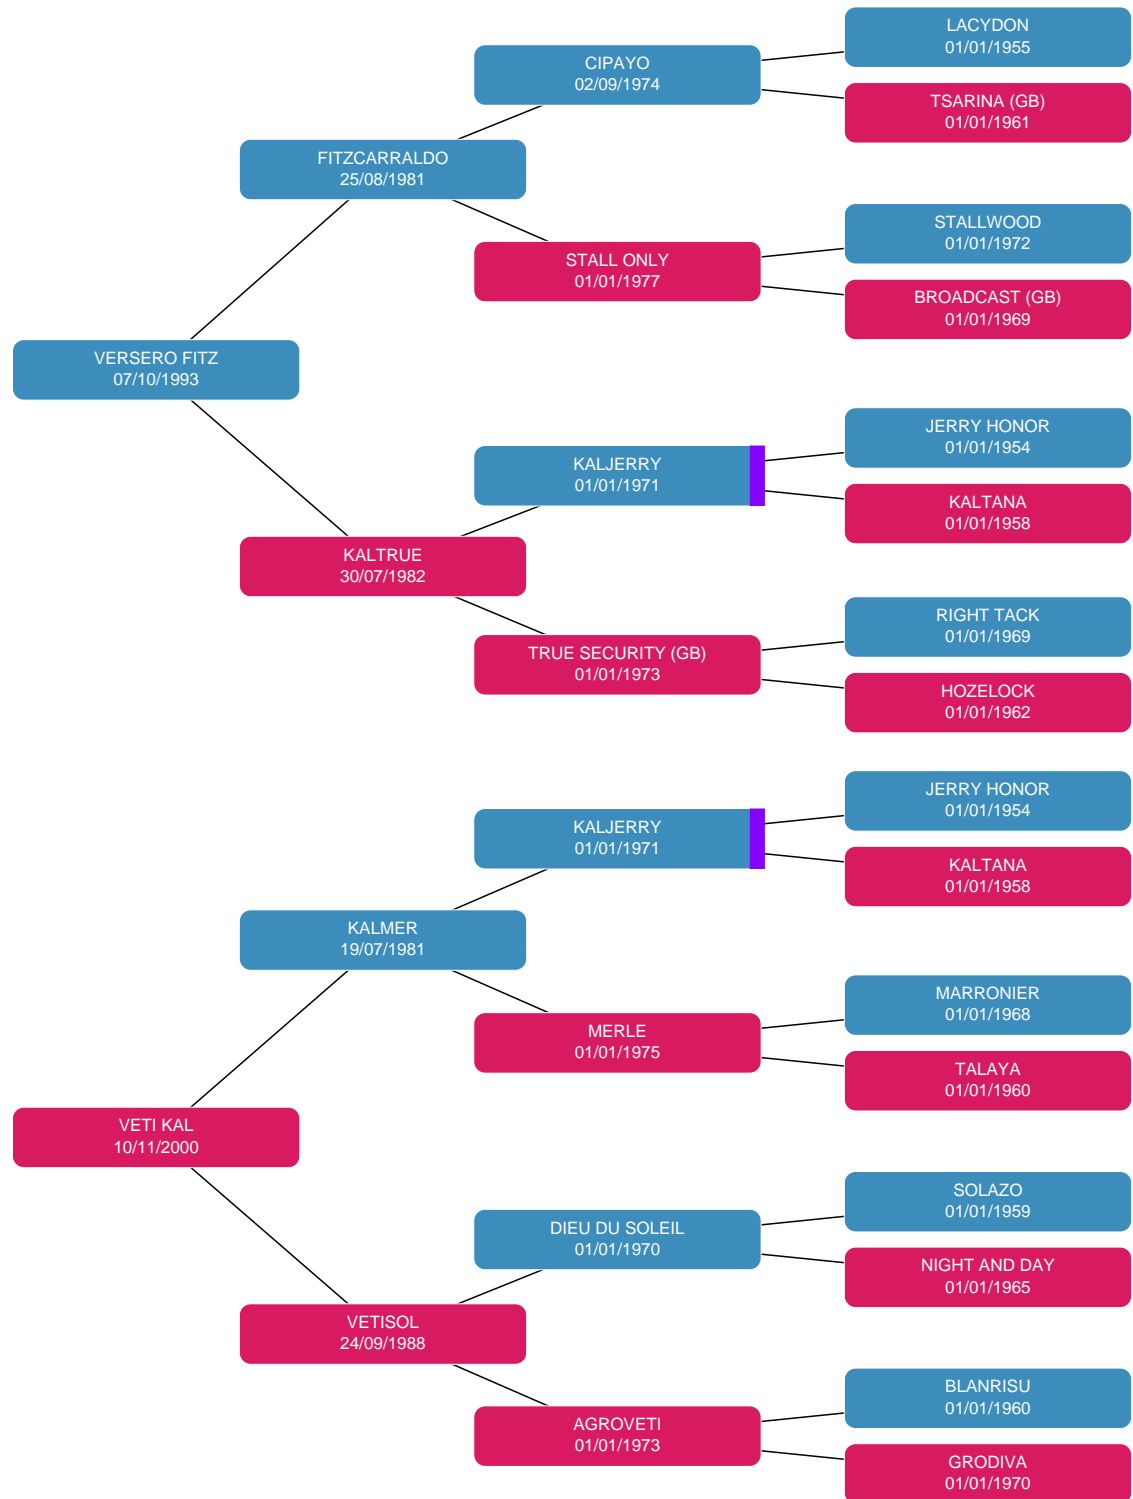 LACYDON
01/01/1955
CIPAYO
02/09/1974
TSARINA (GB)
01/01/1961
FITZCARRALDO
25/08/1981
STALLWOOD
01/01/1972
STALL ONLY
01/01/1977
BROADCAST (GB)
01/01/1969
VERSERO FITZ
07/10/1993
JERRY HONOR
01/01/1954
KALJERRY
01/01/1971
KALTANA
01/01/1958
KALTRUE
30/07/1982
RIGHT TACK
01/01/1969
TRUE SECURITY (GB)
01/01/1973
HOZELOCK
01/01/1962
JERRY HONOR
01/01/1954
KALJERRY
01/01/1971
KALTANA
01/01/1958
KALMER
19/07/1981
MARRONIER
01/01/1968
MERLE
01/01/1975
TALAYA
01/01/1960
VETI KAL
10/11/2000
SOLAZO
01/01/1959
DIEU DU SOLEIL
01/01/1970
NIGHT AND DAY
01/01/1965
VETISOL
24/09/1988
BLANRISU
01/01/1960
AGROVETI
01/01/1973
GRODIVA
01/01/1970